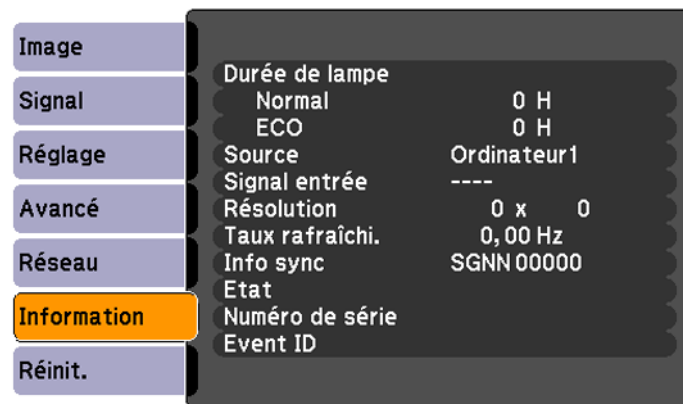 Image
Signal
Réglage
Avancé
Réseau
Information
Réinit.
Durée de lampe
Normal 0 H
ECO 0 H
Source Ordinateur1
Signal entrée ----
Résolution 0 x 0
Taux rafraîchi. 0,00 Hz
Info sync SGNN 00000
Etat
Numéro de série
Event ID